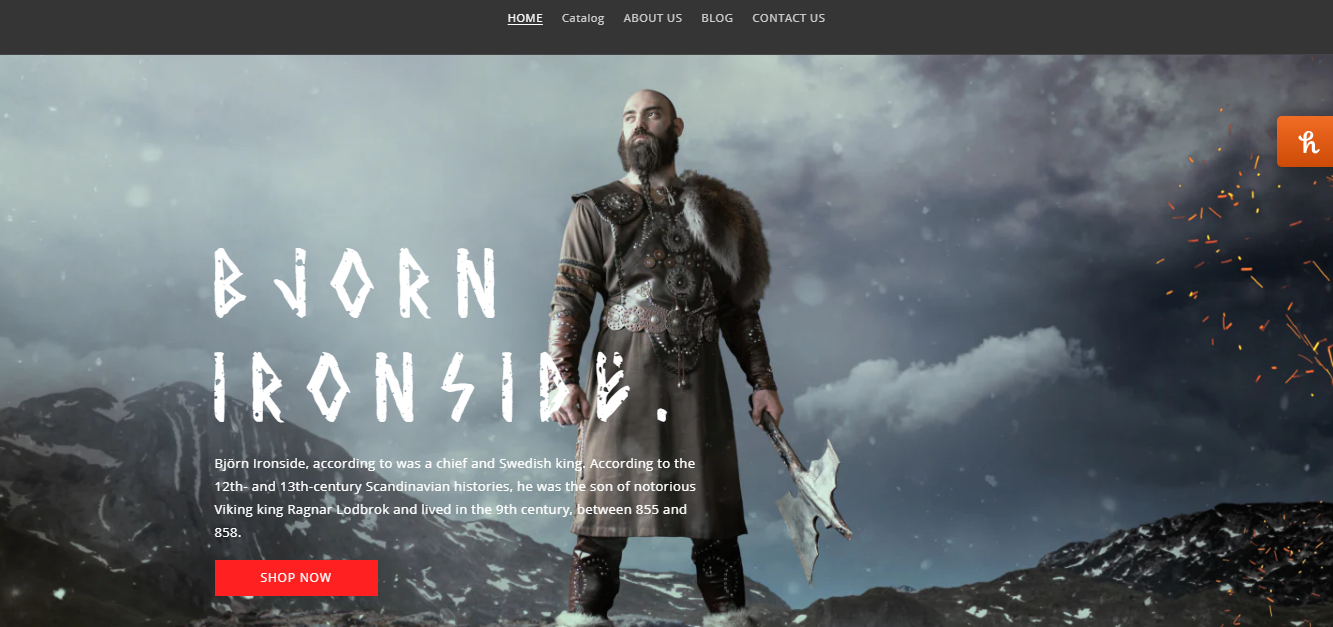 HOME Catalog ABOUT US BLOG CONTACT US
h
BJORN
IRONSIDE.
Björn Ironside, according to was a chief and Swedish king. According to the
12th- and 13th-century Scandinavian histories, he was the son of notorious
Viking king Ragnar Lodbrok and lived in the 9th century, between 855 and
858.
SHOP NOW